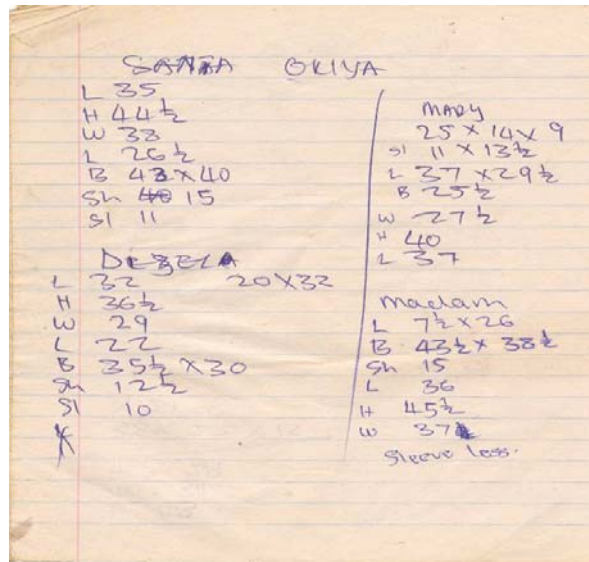 SANTA OKIYA
L 35
H 44½
W 38
L 26½
B 43 x 40
Sh 40 15
Sl 11
DEZELA
L 32 20 X 32
H 36½
W 29
L 22
B 35½ x 30
Sh 12½
Sl 10
MARY
25 x 14 x 9
Sl 11 x 13½
L 37 x 29½
B 25½
W 27½
H 40
L 37
Madam
L 7½ x 26
B 43½ x 38½
Sh 15
L 36
H 45½
W 37
Sleeve less.